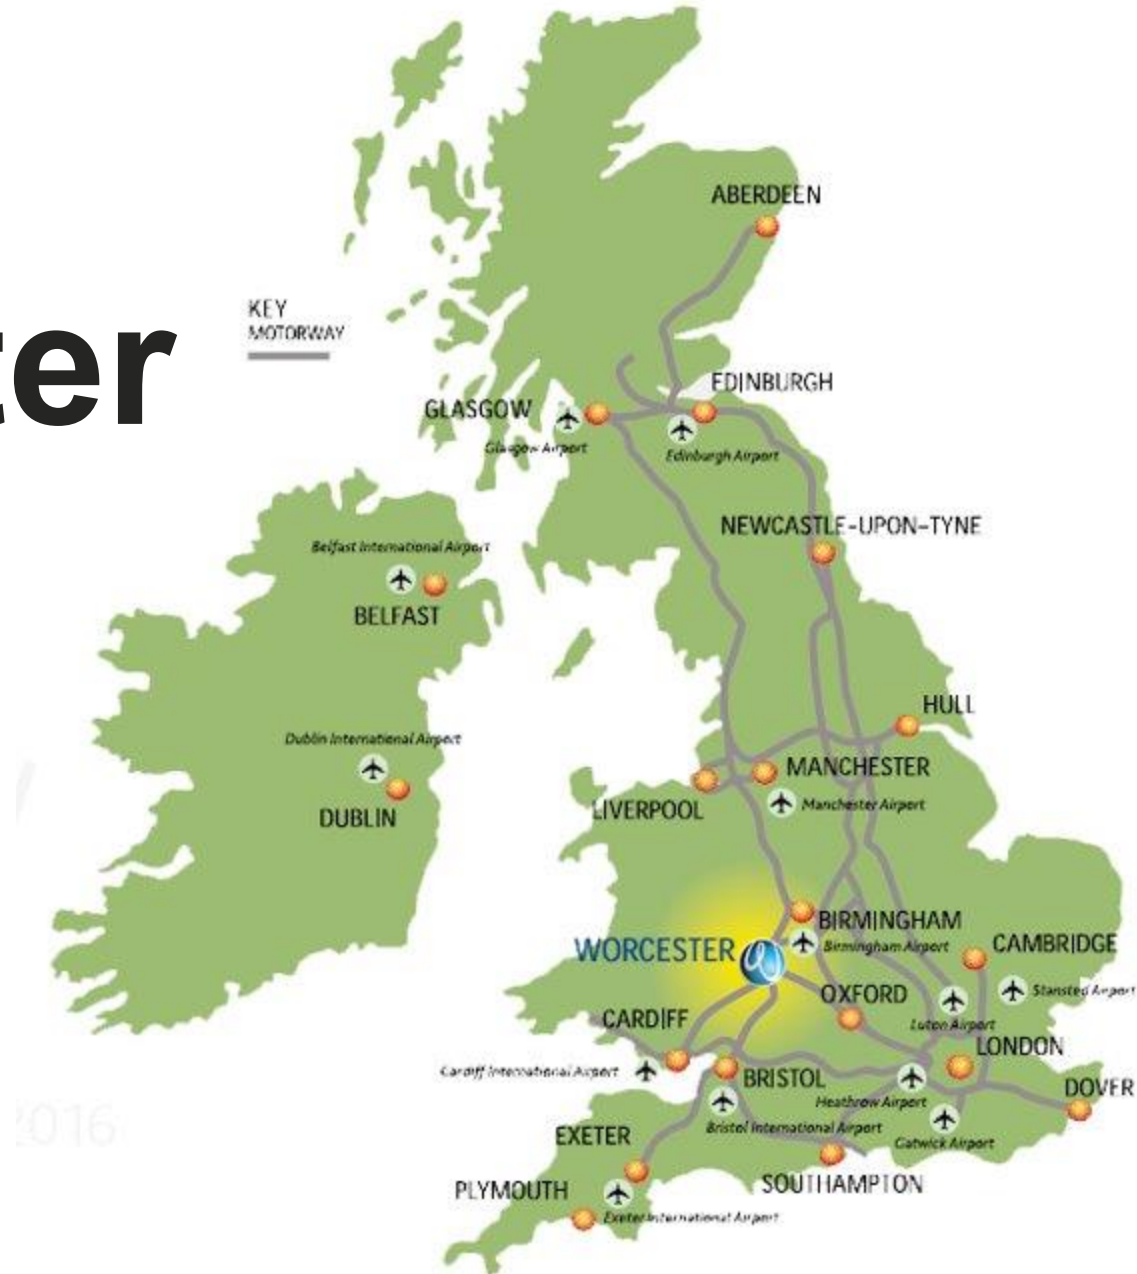 ter
ABERDEEN
KEY
MOTORWAY
EDINBURGH
GLASGOW
Glasgow Airport
Edinburgh Airport
NEWCASTLE-UPON-TYNE
Belfast International Airport
BELFAST
HULL
Dublin International Airport
DUBLIN
MANCHESTER
Manchester Airport
LIVERPOOL
BIRMINGHAM
Birmingham Airport
WORCESTER
CAMBRIDGE
Stansted Airport
OXFORD
Luton Airport
CARDIFF
Cardiff International Airport
LONDON
BRISTOL
Heathrow Airport
DOVER
2016
Bristol International Airport
Gatwick Airport
EXETER
SOUTHAMPTON
PLYMOUTH
Exeter International Airport